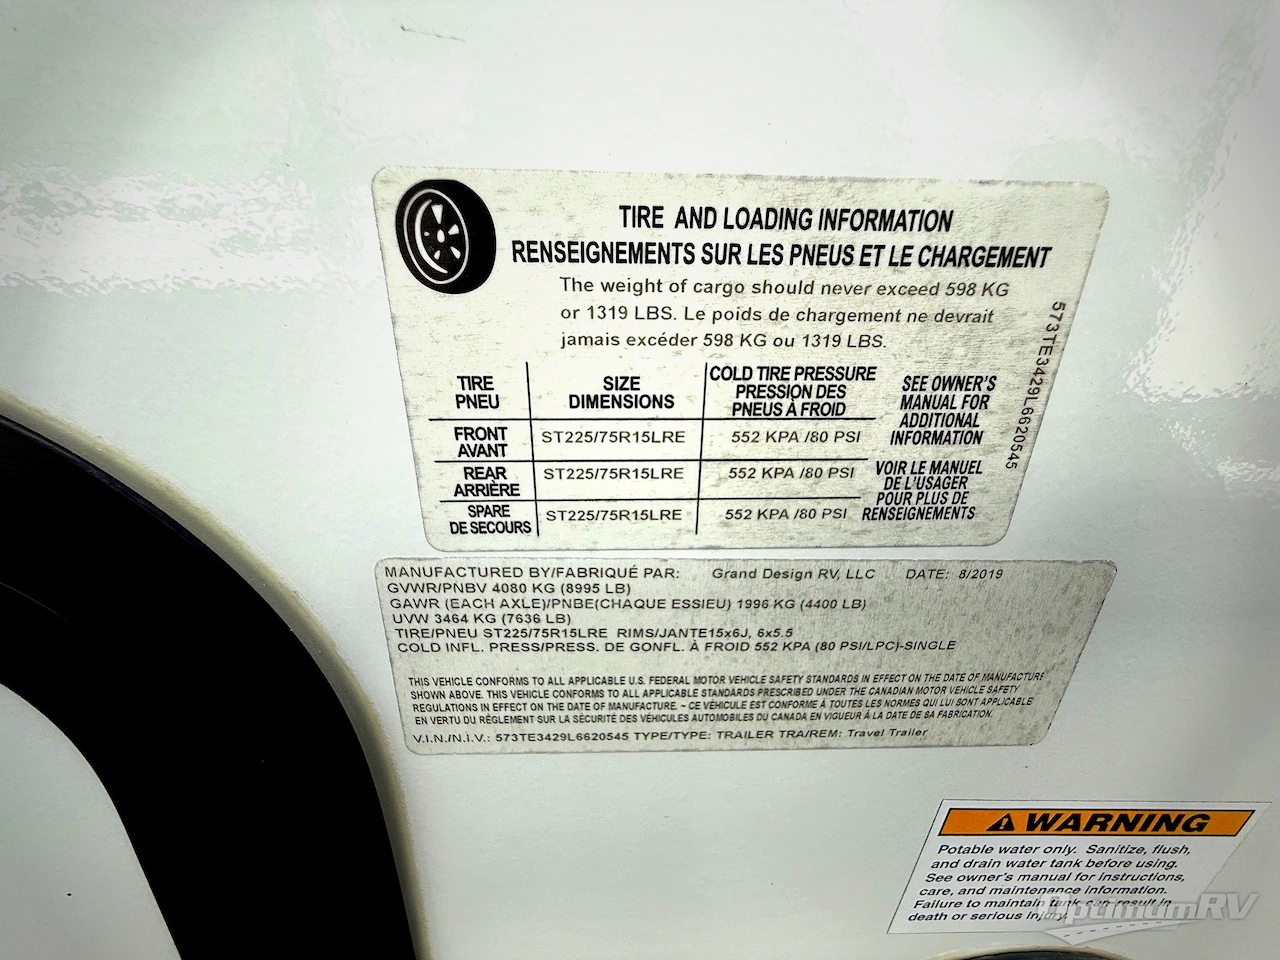 TIRE AND LOADING INFORMATION
RENSEIGNEMENTS SUR LES PNEUS ET LE CHARGEMENT
The weight of cargo should never exceed 598 KG
or 1319 LBS. Le poids de chargement ne devrait
jamais excéder 598 KG ou 1319 LBS.
573TE3429L6620545
TIRE PNEU SIZE DIMENSIONS COLD TIRE PRESSURE PRESSION DES PNEUS À FROID
FRONT AVANT ST225/75R15LRE 552 KPA /80 PSI
REAR ARRIÈRE ST225/75R15LRE 552 KPA /80 PSI
SPARE DE SECOURS ST225/75R15LRE 552 KPA /80 PSI
SEE OWNER'S
MANUAL FOR
ADDITIONAL
INFORMATION
VOIR LE MANUEL
DE L'USAGER
POUR PLUS DE
RENSEIGNEMENTS
MANUFACTURED BY/FABRIQUÉ PAR: Grand Design RV, LLC DATE: 8/2019
GVWR/PNBV 4080 KG (8995 LB)
GAWR (EACH AXLE)/PNBE(CHAQUE ESSIEU) 1996 KG (4400 LB)
UVW 3464 KG (7636 LB)
TIRE/PNEU ST225/75R15LRE RIMS/JANTE15x6J, 6x5.5
COLD INFL. PRESS/PRESS. DE GONFL. À FROID 552 KPA (80 PSI/LPC)-SINGLE
THIS VEHICLE CONFORMS TO ALL APPLICABLE U.S. FEDERAL MOTOR VEHICLE SAFETY STANDARDS IN EFFECT ON THE DATE OF MANUFACTURE
SHOWN ABOVE. THIS VEHICLE CONFORMS TO ALL APPLICABLE STANDARDS PRESCRIBED UNDER THE CANADIAN MOTOR VEHICLE SAFETY
REGULATIONS IN EFFECT ON THE DATE OF MANUFACTURE. ~ CE VÉHICULE EST CONFORME À TOUTES LES NORMES QUI LUI SONT APPLICABLE
EN VERTU DU RÈGLEMENT SUR LA SÉCURITÉ DES VÉHICULES AUTOMOBILES DU CANADA EN VIGUEUR À LA DATE DE SA FABRICATION.
V.I.N./N.I.V.: 573TE3429L6620545 TYPE/TYPE: TRAILER TRA/REM: Travel Trailer
WARNING
Potable water only. Sanitize, flush,
and drain water tank before using.
See owner's manual for instructions,
care, and maintenance information.
Failure to maintain tank can result in
death or serious injury.
OptimumRV